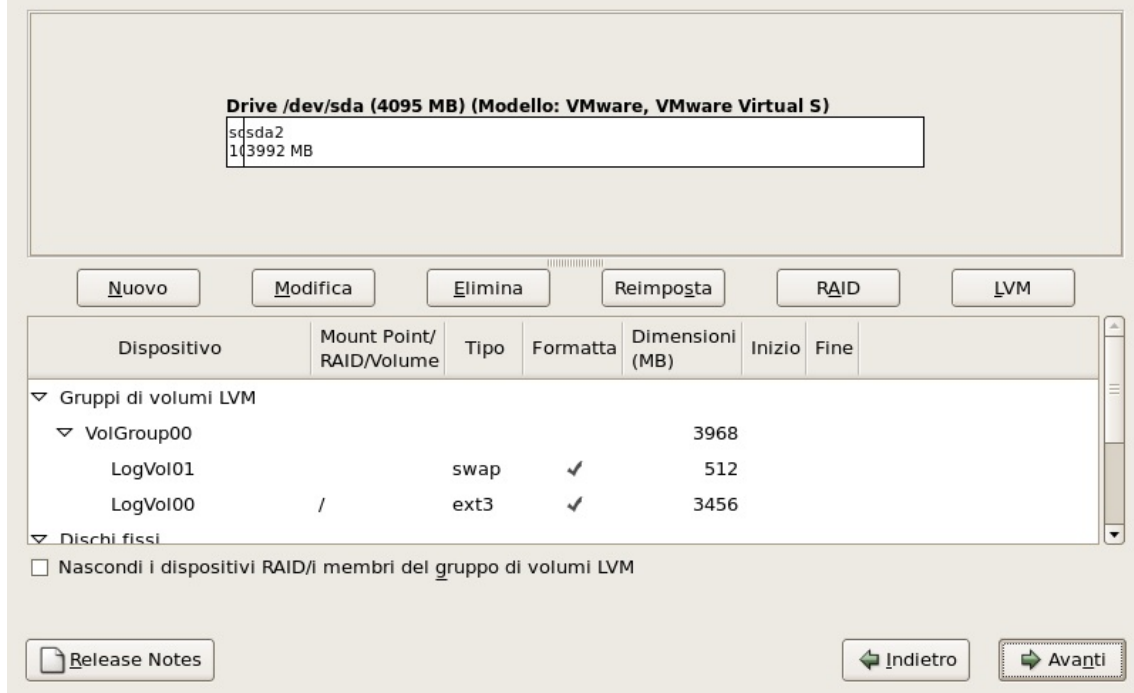 Drive /dev/sda (4095 MB) (Modello: VMware, VMware Virtual S)
sda2
3992 MB
Nuovo Modifica Elimina Reimposta RAID LVM
Dispositivo Mount Point/ RAID/Volume Tipo Formatta Dimensioni (MB) Inizio Fine
Gruppi di volumi LVM
VolGroup00 3968
LogVol01 swap 512
LogVol00 / ext3 3456
Dischi fissi
Nascondi i dispositivi RAID/i membri del gruppo di volumi LVM
Release Notes Indietro Avanti